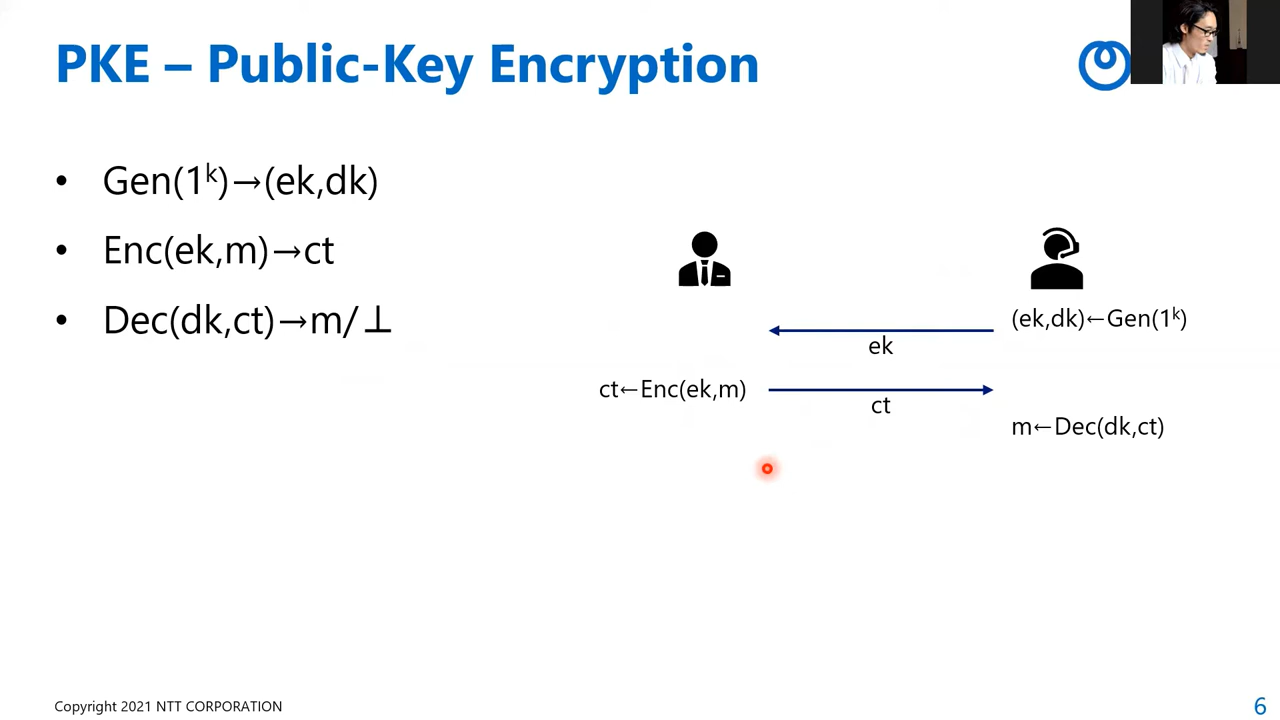 PKE – Public-Key Encryption
• Gen(1ᵏ)→(ek,dk)
• Enc(ek,m)→ct
• Dec(dk,ct)→m/⊥
(ek,dk)←Gen(1ᵏ)
ek
ct←Enc(ek,m)
ct
m←Dec(dk,ct)
Copyright 2021 NTT CORPORATION
6